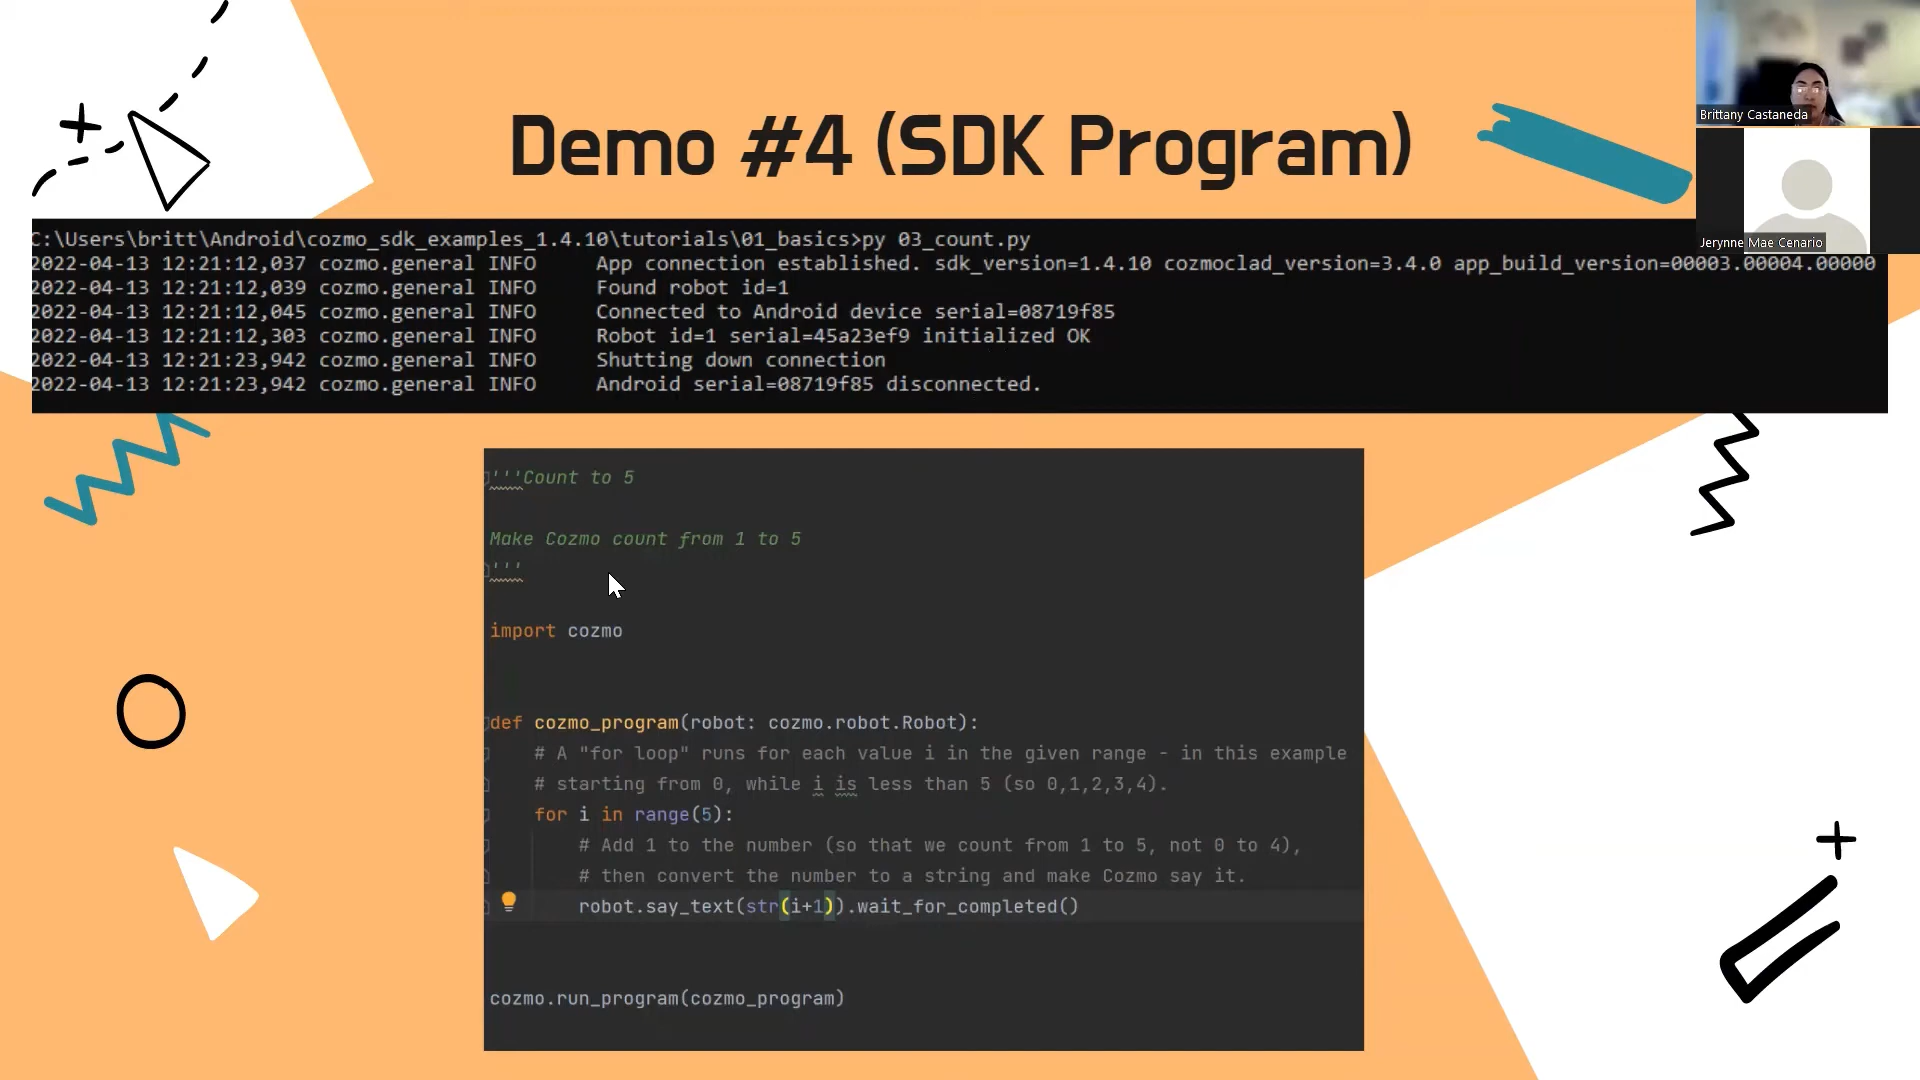 Demo #4 (SDK Program)
Brittany Castaneda
Jerynne Mae Cenario
C:\Users\britt\Android\cozmo_sdk_examples_1.4.10\tutorials\01_basics>py 03_count.py
2022-04-13 12:21:12,037 cozmo.general INFO     App connection established. sdk_version=1.4.10 cozmoclad_version=3.4.0 app_build_version=00003.00004.00000
2022-04-13 12:21:12,039 cozmo.general INFO     Found robot id=1
2022-04-13 12:21:12,045 cozmo.general INFO     Connected to Android device serial=08719f85
2022-04-13 12:21:12,303 cozmo.general INFO     Robot id=1 serial=45a23ef9 initialized OK
2022-04-13 12:21:23,942 cozmo.general INFO     Shutting down connection
2022-04-13 12:21:23,942 cozmo.general INFO     Android serial=08719f85 disconnected.
'''Count to 5
Make Cozmo count from 1 to 5
'''
import cozmo
def cozmo_program(robot: cozmo.robot.Robot):
    # A "for loop" runs for each value i in the given range - in this example
    # starting from 0, while i is less than 5 (so 0,1,2,3,4).
    for i in range(5):
        # Add 1 to the number (so that we count from 1 to 5, not 0 to 4),
        # then convert the number to a string and make Cozmo say it.
        robot.say_text(str(i+1)).wait_for_completed()
cozmo.run_program(cozmo_program)